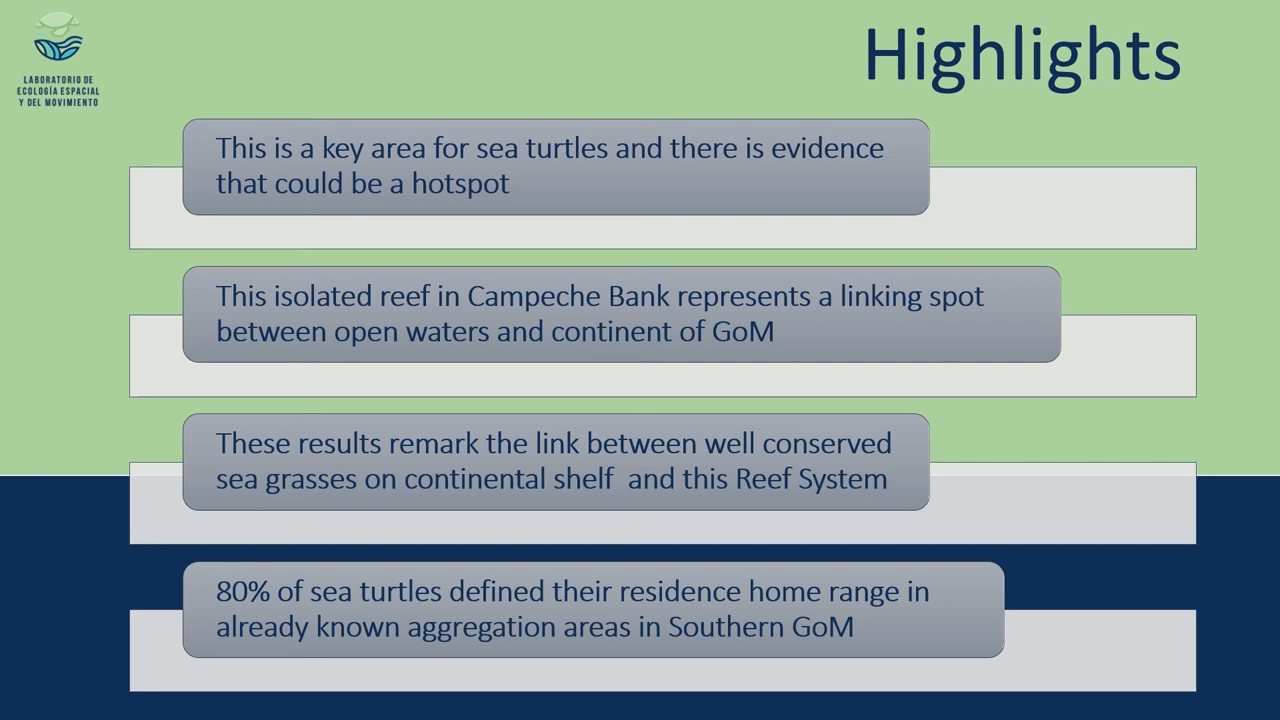 LABORATORIO DE
ECOLOGÍA ESPACIAL
Y DEL MOVIMIENTO
Highlights
This is a key area for sea turtles and there is evidence
that could be a hotspot
This isolated reef in Campeche Bank represents a linking spot
between open waters and continent of GoM
These results remark the link between well conserved
sea grasses on continental shelf  and this Reef System
80% of sea turtles defined their residence home range in
already known aggregation areas in Southern GoM